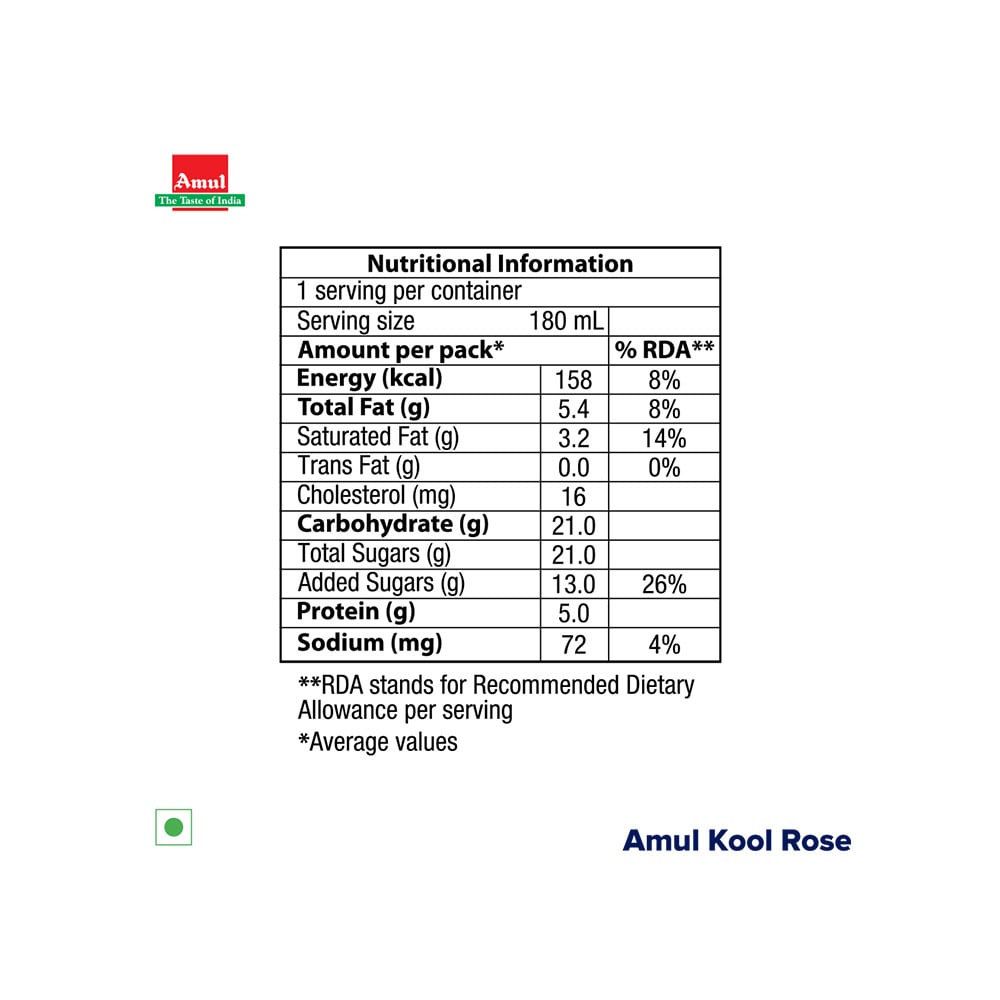 Amul
The Taste of India
Nutritional Information
1 serving per container
Serving size 180 mL
Amount per pack* % RDA**
Energy (kcal) 158 8%
Total Fat (g) 5.4 8%
Saturated Fat (g) 3.2 14%
Trans Fat (g) 0.0 0%
Cholesterol (mg) 16
Carbohydrate (g) 21.0
Total Sugars (g) 21.0
Added Sugars (g) 13.0 26%
Protein (g) 5.0
Sodium (mg) 72 4%
**RDA stands for Recommended Dietary
Allowance per serving
*Average values
Amul Kool Rose